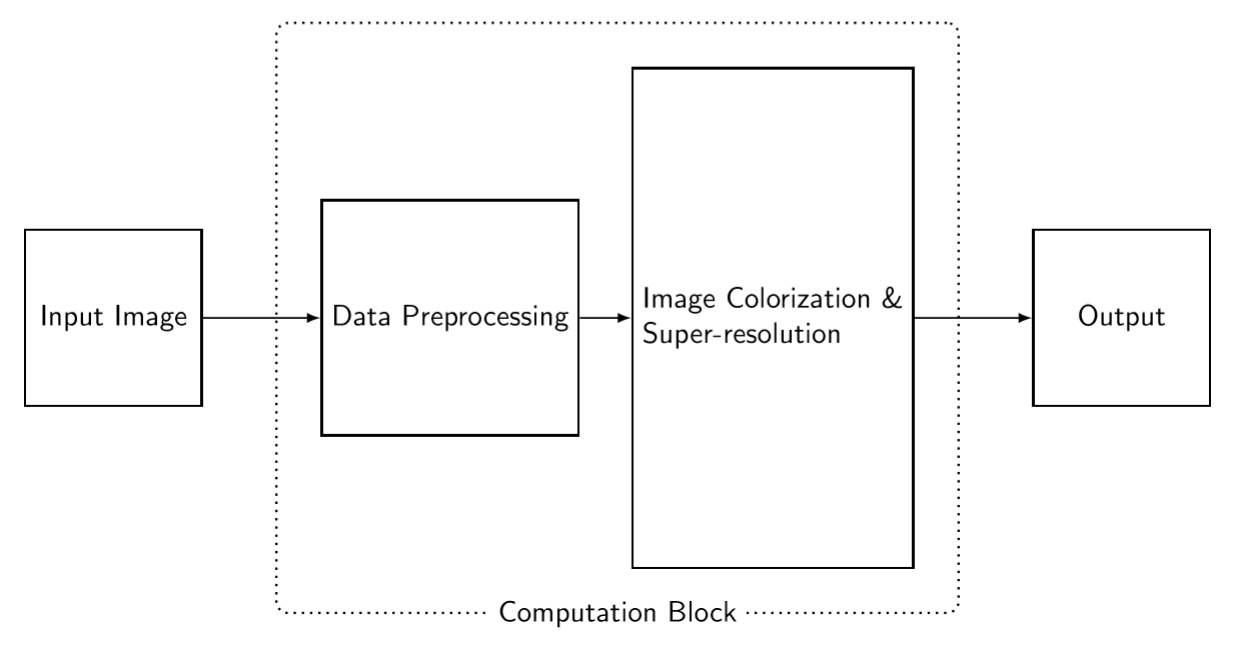 Input Image
Data Preprocessing
Image Colorization &
Super-resolution
Output
Computation Block